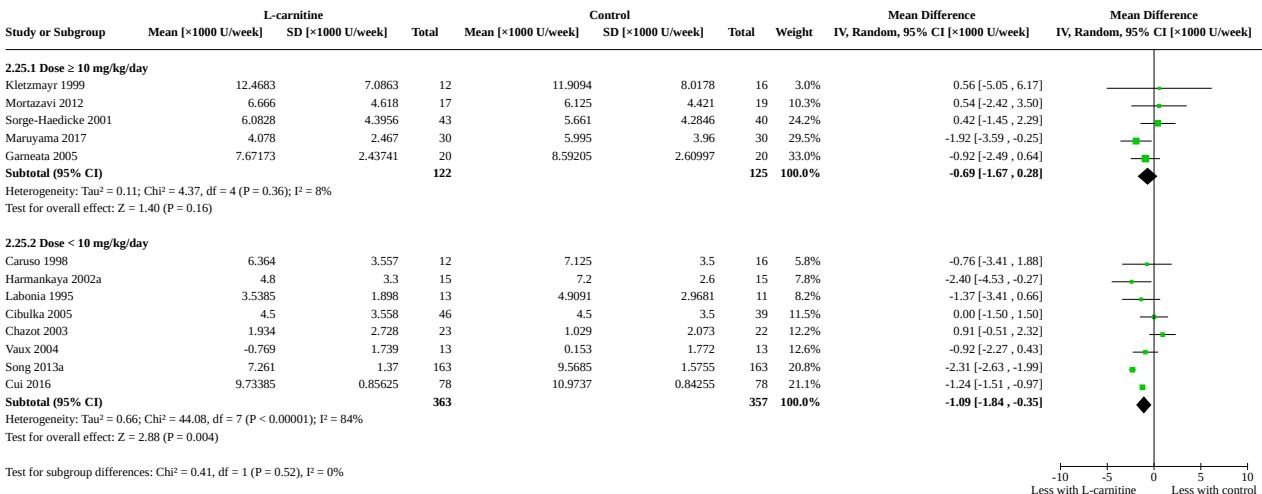 L-carnitine Control Mean Difference Mean Difference
Study or Subgroup Mean [×1000 U/week] SD [×1000 U/week] Total Mean [×1000 U/week] SD [×1000 U/week] Total Weight IV, Random, 95% CI [×1000 U/week] IV, Random, 95% CI [×1000 U/week]
2.25.1 Dose ≥ 10 mg/kg/day
Kletzmayr 1999 12.4683 7.0863 12 11.9094 8.0178 16 3.0% 0.56 [-5.05 , 6.17]
Mortazavi 2012 6.666 4.618 17 6.125 4.421 19 10.3% 0.54 [-2.42 , 3.50]
Sorge-Haedicke 2001 6.0828 4.3956 43 5.661 4.2846 40 24.2% 0.42 [-1.45 , 2.29]
Maruyama 2017 4.078 2.467 30 5.995 3.96 30 29.5% -1.92 [-3.59 , -0.25]
Garneata 2005 7.67173 2.43741 20 8.59205 2.60997 20 33.0% -0.92 [-2.49 , 0.64]
Subtotal (95% CI) 122 125 100.0% -0.69 [-1.67 , 0.28]
Heterogeneity: Tau² = 0.11; Chi² = 4.37, df = 4 (P = 0.36); I² = 8%
Test for overall effect: Z = 1.40 (P = 0.16)
2.25.2 Dose < 10 mg/kg/day
Caruso 1998 6.364 3.557 12 7.125 3.5 16 5.8% -0.76 [-3.41 , 1.88]
Harmankaya 2002a 4.8 3.3 15 7.2 2.6 15 7.8% -2.40 [-4.53 , -0.27]
Labonia 1995 3.5385 1.898 13 4.9091 2.9681 11 8.2% -1.37 [-3.41 , 0.66]
Cibulka 2005 4.5 3.558 46 4.5 3.5 39 11.5% 0.00 [-1.50 , 1.50]
Chazot 2003 1.934 2.728 23 1.029 2.073 22 12.2% 0.91 [-0.51 , 2.32]
Vaux 2004 -0.769 1.739 13 0.153 1.772 13 12.6% -0.92 [-2.27 , 0.43]
Song 2013a 7.261 1.37 163 9.5685 1.5755 163 20.8% -2.31 [-2.63 , -1.99]
Cui 2016 9.73385 0.85625 78 10.9737 0.84255 78 21.1% -1.24 [-1.51 , -0.97]
Subtotal (95% CI) 363 357 100.0% -1.09 [-1.84 , -0.35]
Heterogeneity: Tau² = 0.66; Chi² = 44.08, df = 7 (P < 0.00001); I² = 84%
Test for overall effect: Z = 2.88 (P = 0.004)
Test for subgroup differences: Chi² = 0.41, df = 1 (P = 0.52), I² = 0%
-10 -5 0 5 10
Less with L-carnitine Less with control